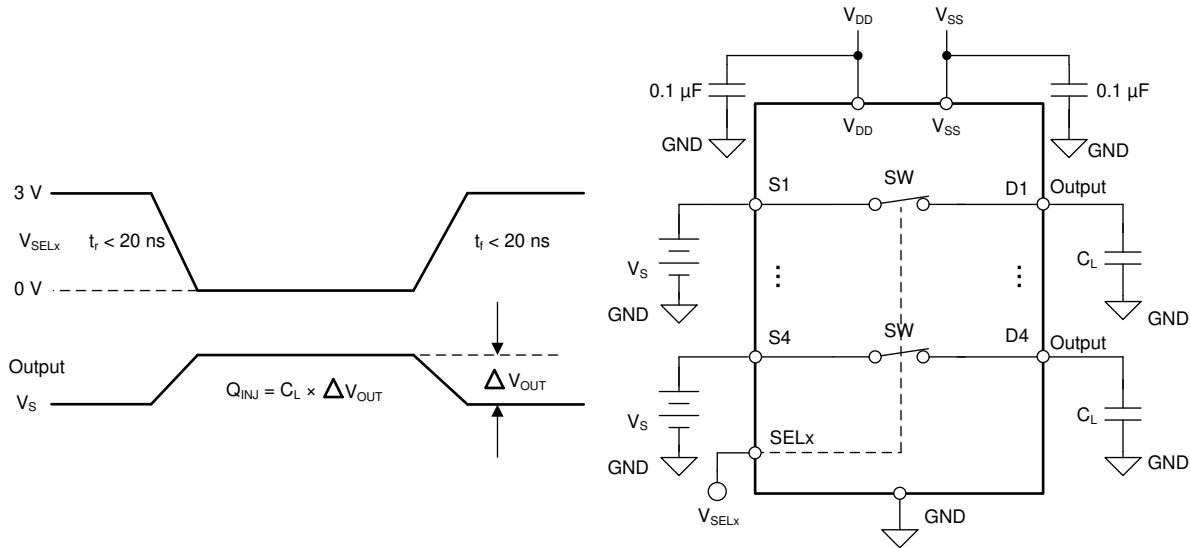 3 V
V_SELx
t_r < 20 ns
t_f < 20 ns
0 V
Output
V_S
Q_INJ = C_L × Δ V_OUT
Δ V_OUT
V_DD
V_SS
0.1 µF
0.1 µF
V_DD
V_SS
GND
GND
S1
SW
D1
Output
V_S
C_L
GND
GND
S4
SW
D4
Output
V_S
C_L
GND
GND
SELx
V_SELx
GND